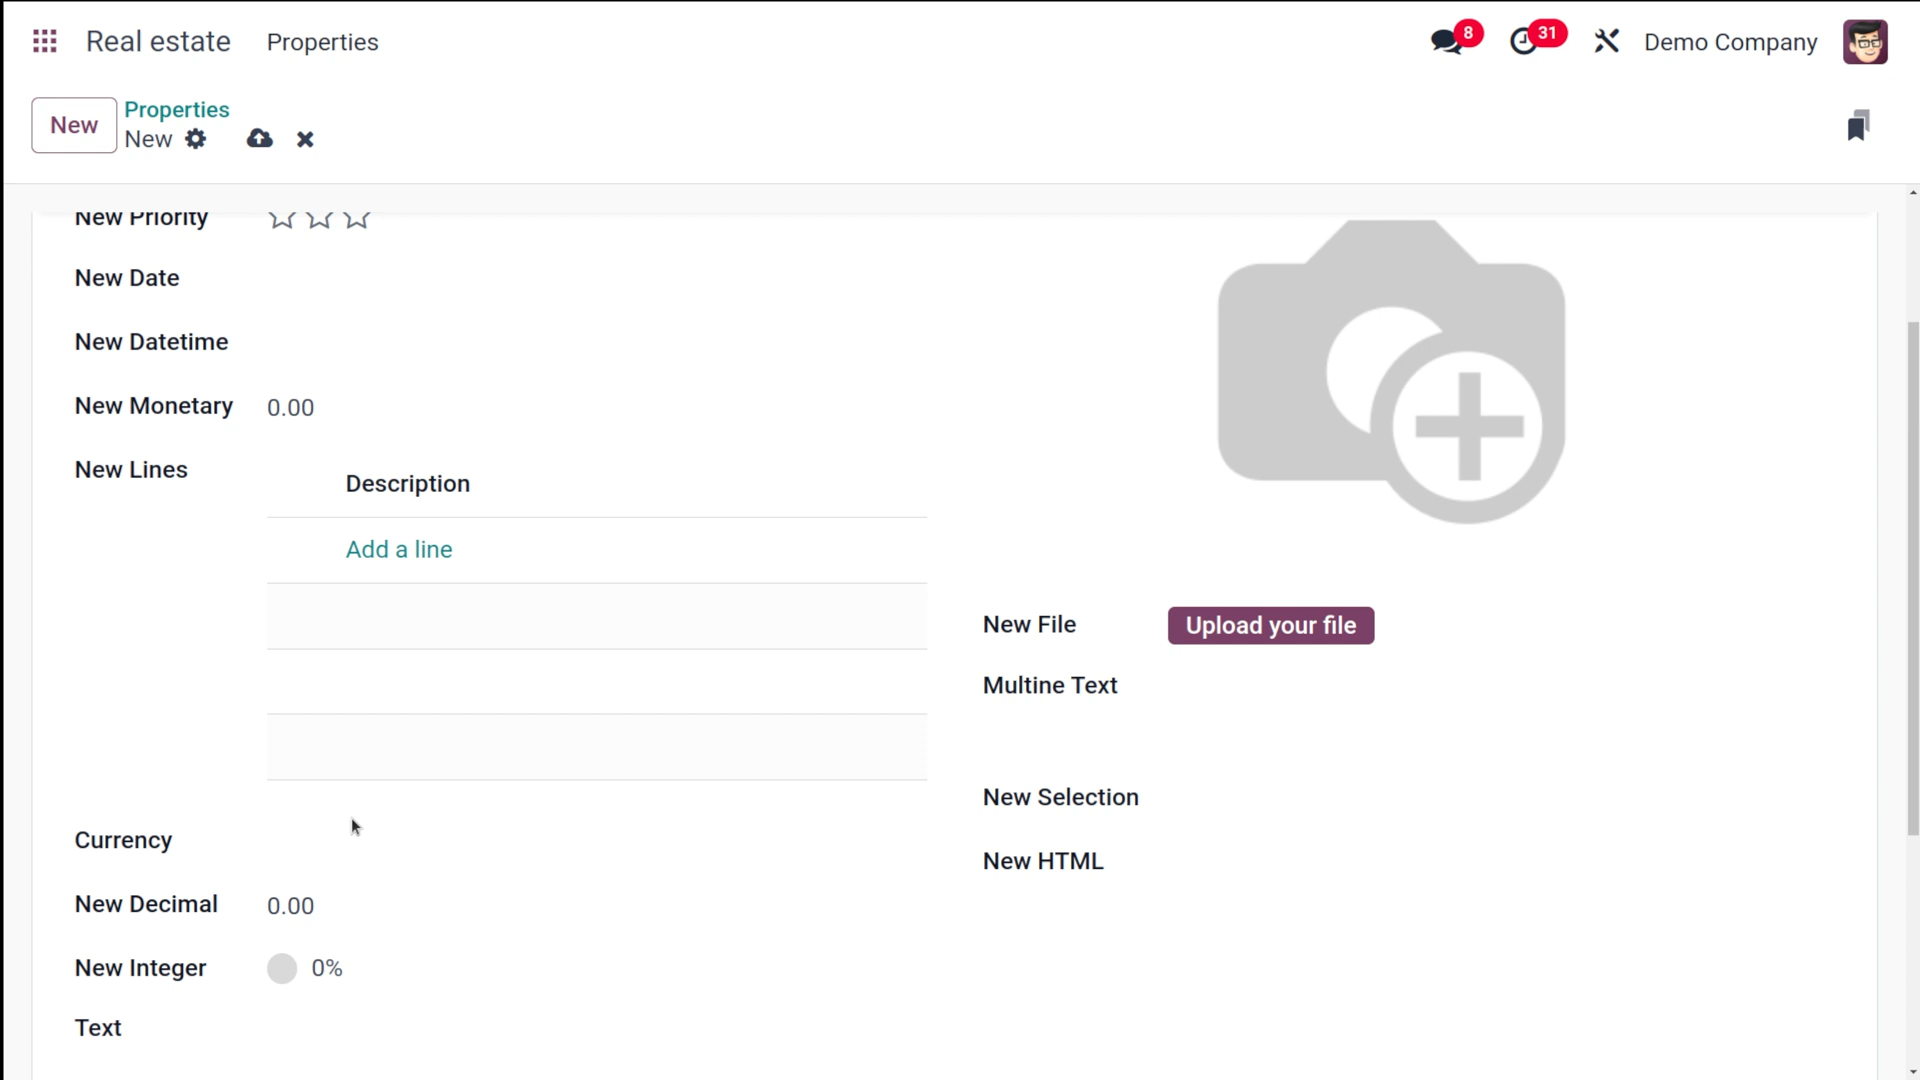 Real estate
Properties
8
31
Demo Company
New
Properties
New
New Priority
New Date
New Datetime
New Monetary
0.00
New Lines
Description
Add a line
Currency
New Decimal
0.00
New Integer
0%
Text
New File
Upload your file
Multine Text
New Selection
New HTML